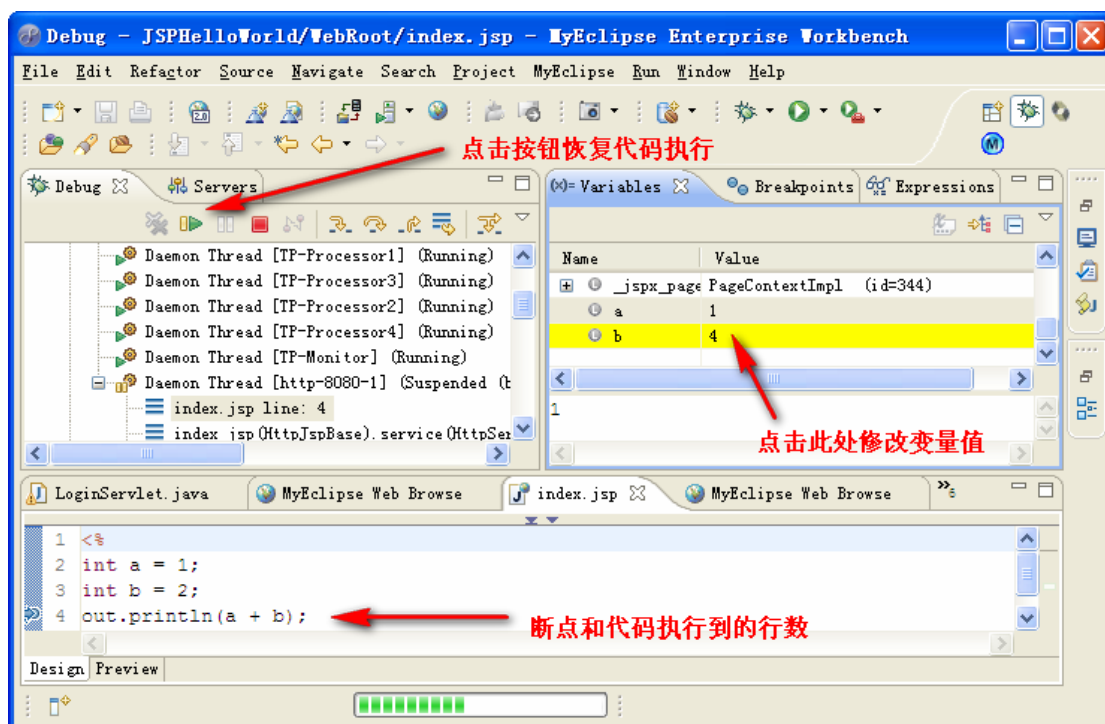 Debug - JSPHelloWorld/WebRoot/index.jsp - MyEclipse Enterprise Workbench
File Edit Refactor Source Navigate Search Project MyEclipse Run Window Help
2.0
M
点击按钮恢复代码执行
Debug Servers
(x)= Variables Breakpoints Expressions
Daemon Thread [TP-Processor1] (Running)
Daemon Thread [TP-Processor3] (Running)
Daemon Thread [TP-Processor2] (Running)
Daemon Thread [TP-Processor4] (Running)
Daemon Thread [TP-Monitor] (Running)
Daemon Thread [http-8080-1] (Suspended (b
index.jsp line: 4
index_jsp(HttpJspBase).service(HttpSer
Name Value
_jspx_page PageContextImpl (id=344)
a 1
b 4
1
点击此处修改变量值
LoginServlet.java MyEclipse Web Browse index.jsp MyEclipse Web Browse »6
1 <%
2 int a = 1;
3 int b = 2;
4 out.println(a + b);
断点和代码执行到的行数
Design Preview